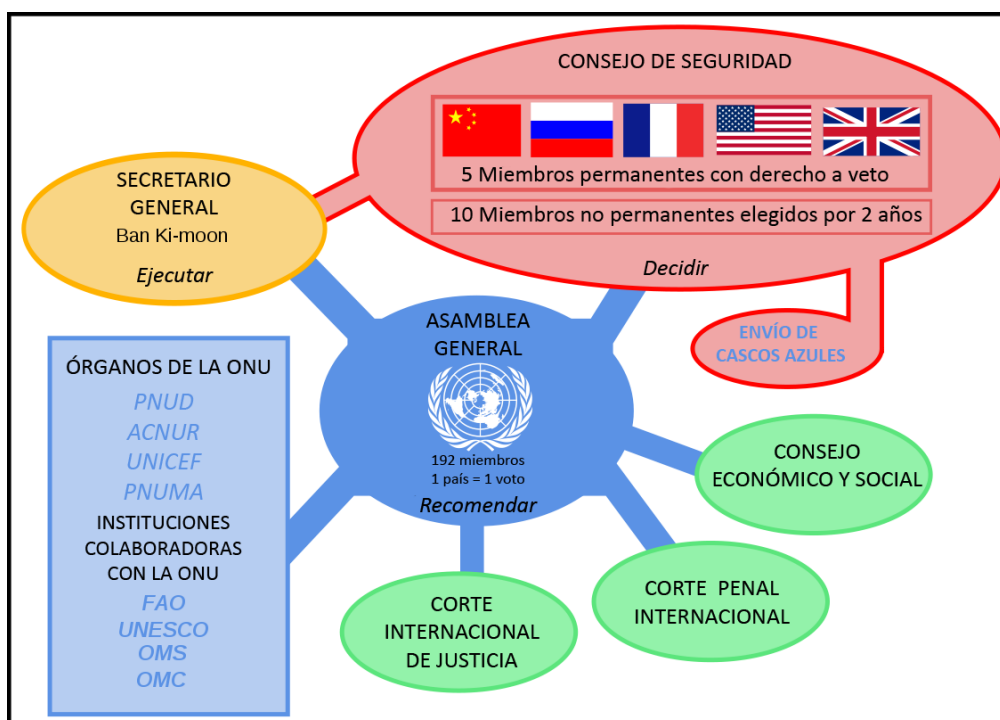 CONSEJO DE SEGURIDAD
5 Miembros permanentes con derecho a veto
10 Miembros no permanentes elegidos por 2 años
Decidir
ENVÍO DE
CASCOS AZULES
SECRETARIO
GENERAL
Ban Ki-moon
Ejecutar
ASAMBLEA
GENERAL
192 miembros
1 país = 1 voto
Recomendar
ÓRGANOS DE LA ONU
PNUD
ACNUR
UNICEF
PNUMA
INSTITUCIONES
COLABORADORAS
CON LA ONU
FAO
UNESCO
OMS
OMC
CONSEJO
ECONÓMICO Y SOCIAL
CORTE PENAL
INTERNACIONAL
CORTE
INTERNACIONAL
DE JUSTICIA